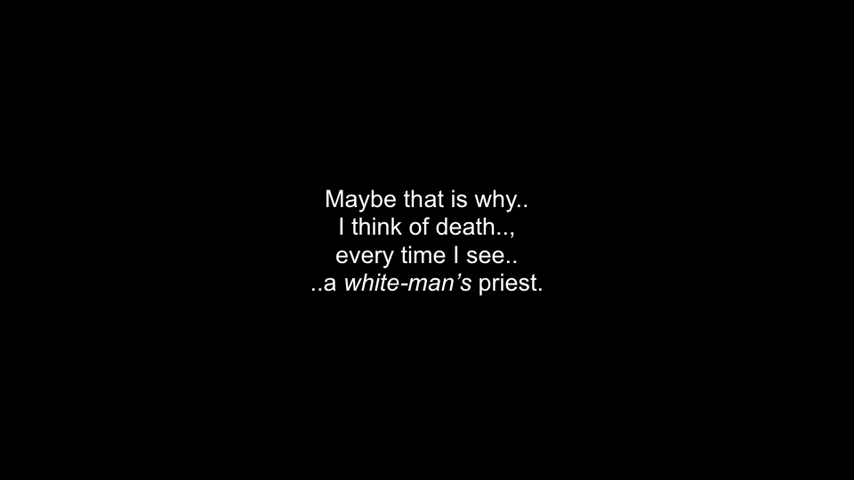 Maybe that is why..
I think of death..,
every time I see..
..a white-man’s priest.